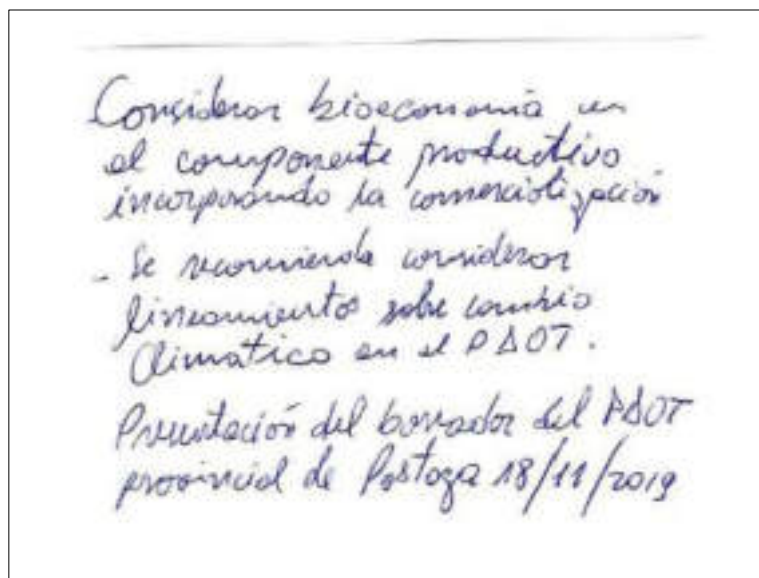 Considerar bioeconomía en
el componente productivo
incorporando la comercialización
- Se recomienda considerar
lineamientos sobre cambio
Climatico en el PDOT.
Presentación del borrador del PDOT
provincial de Pastaza 18/11/2019